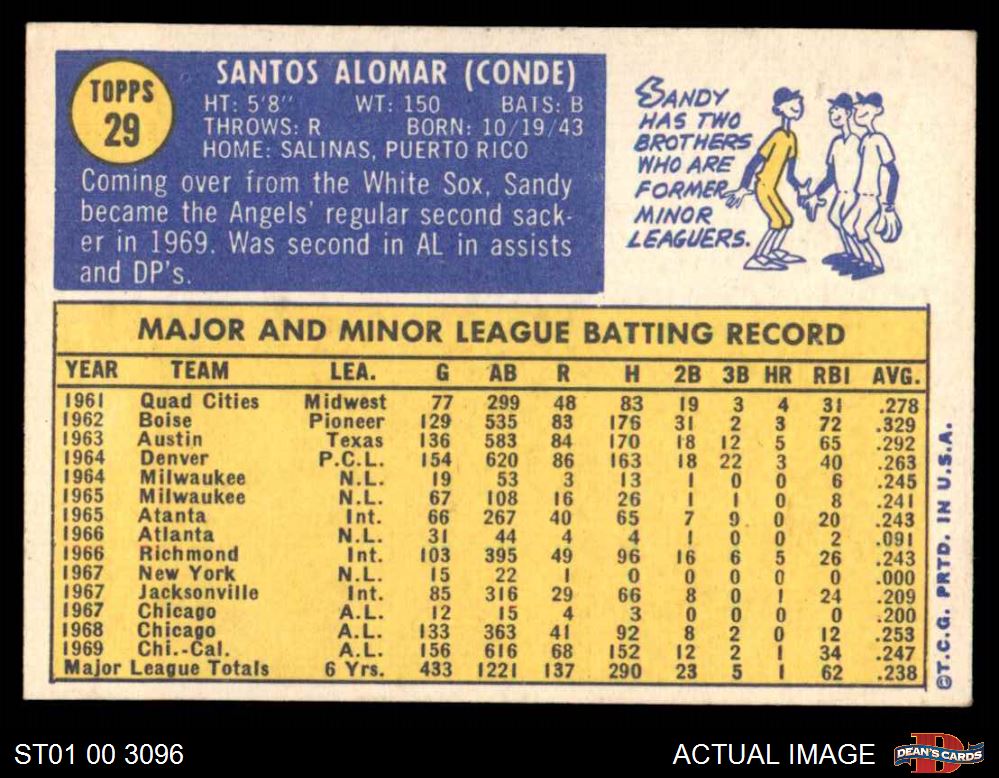 TOPPS
29
SANTOS ALOMAR (CONDE)
HT: 5'8" WT: 150 BATS: B
THROWS: R BORN: 10/19/43
HOME: SALINAS, PUERTO RICO
Coming over from the White Sox, Sandy
became the Angels' regular second sack-
er in 1969. Was second in AL in assists
and DP's.
SANDY
HAS TWO
BROTHERS
WHO ARE
FORMER
MINOR
LEAGUERS.
MAJOR AND MINOR LEAGUE BATTING RECORD
YEAR TEAM LEA. G AB R H 2B 3B HR RBI AVG.
1961 Quad Cities Midwest 77 299 48 83 19 3 4 31 .278
1962 Boise Pioneer 129 535 83 176 31 2 3 72 .329
1963 Austin Texas 136 583 84 170 18 12 5 65 .292
1964 Denver P.C.L. 154 620 86 163 18 22 3 40 .263
1964 Milwaukee N.L. 19 53 3 13 1 0 0 6 .245
1965 Milwaukee N.L. 67 108 16 26 1 1 0 8 .241
1965 Atanta Int. 66 267 40 65 7 9 0 20 .243
1966 Atlanta N.L. 31 44 4 4 1 0 0 2 .091
1966 Richmond Int. 103 395 49 96 16 6 5 26 .243
1967 New York N.L. 15 22 1 0 0 0 0 0 .000
1967 Jacksonville Int. 85 316 29 66 8 0 1 24 .209
1967 Chicago A.L. 12 15 4 3 0 0 0 0 .200
1968 Chicago A.L. 133 363 41 92 8 2 0 12 .253
1969 Chi.-Cal. A.L. 156 616 68 152 12 2 1 34 .247
Major League Totals 6 Yrs. 433 1221 137 290 23 5 1 62 .238
©T.C.G. PRTD. IN U.S.A.
ST01 00 3096
ACTUAL IMAGE
DEAN'S CARDS